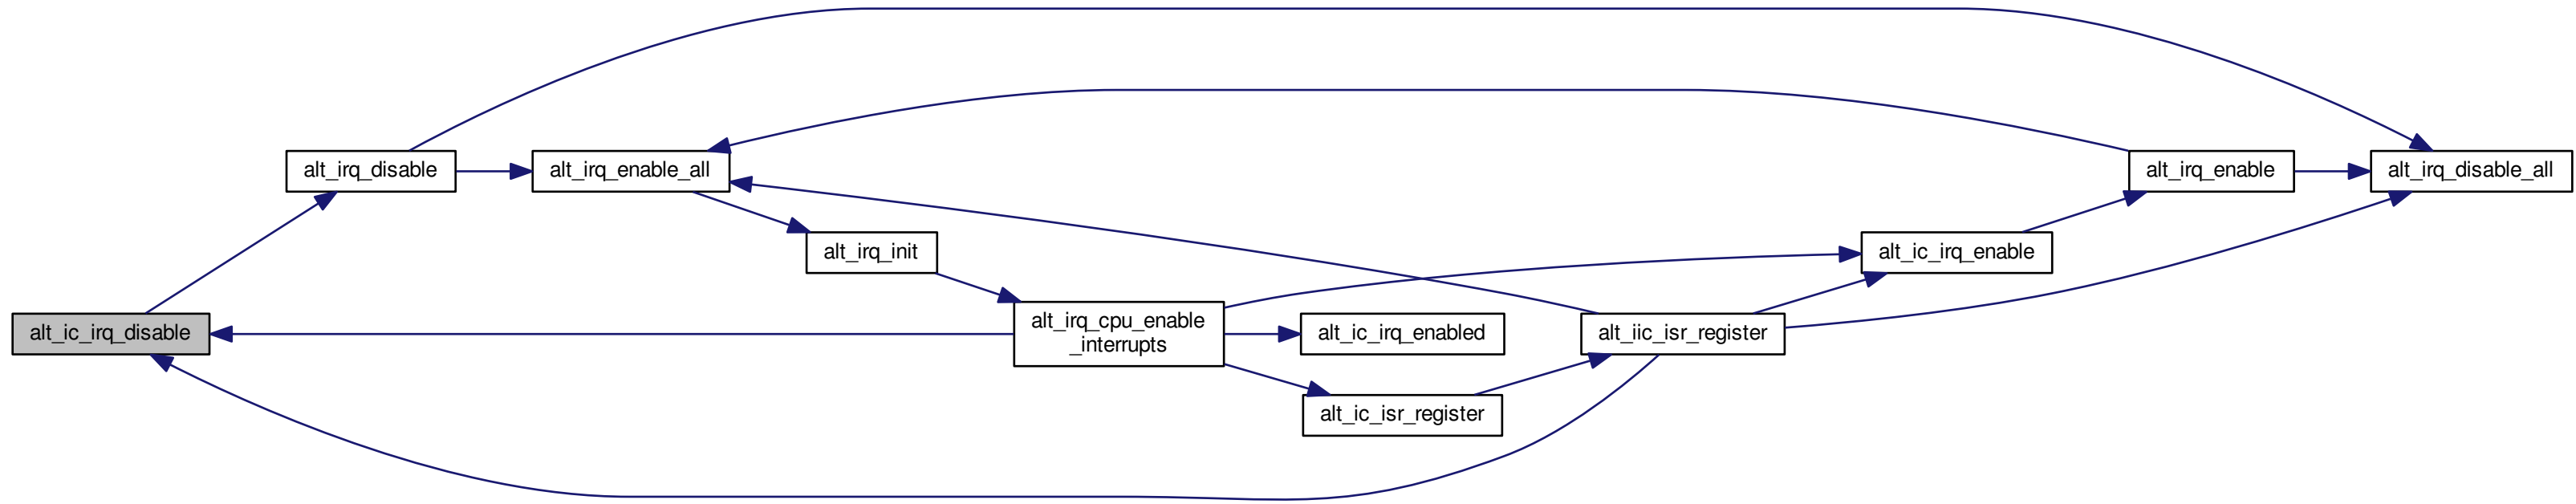 alt_irq_disable
alt_irq_enable_all
alt_irq_enable
alt_irq_disable_all
alt_irq_init
alt_ic_irq_enable
alt_ic_irq_disable
alt_irq_cpu_enable
_interrupts
alt_ic_irq_enabled
alt_iic_isr_register
alt_ic_isr_register